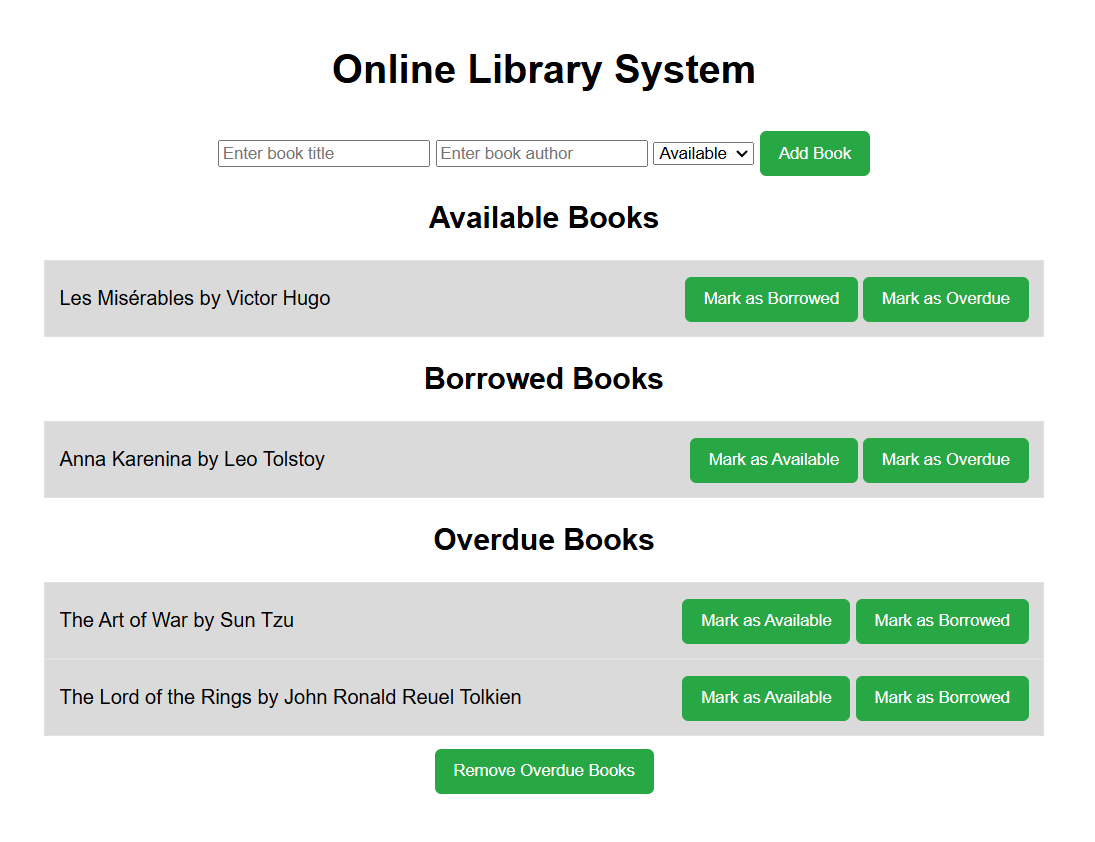 Online Library System
Enter book title Enter book author Available Add Book
Available Books
Les Misérables by Victor Hugo Mark as Borrowed Mark as Overdue
Borrowed Books
Anna Karenina by Leo Tolstoy Mark as Available Mark as Overdue
Overdue Books
The Art of War by Sun Tzu Mark as Available Mark as Borrowed
The Lord of the Rings by John Ronald Reuel Tolkien Mark as Available Mark as Borrowed
Remove Overdue Books